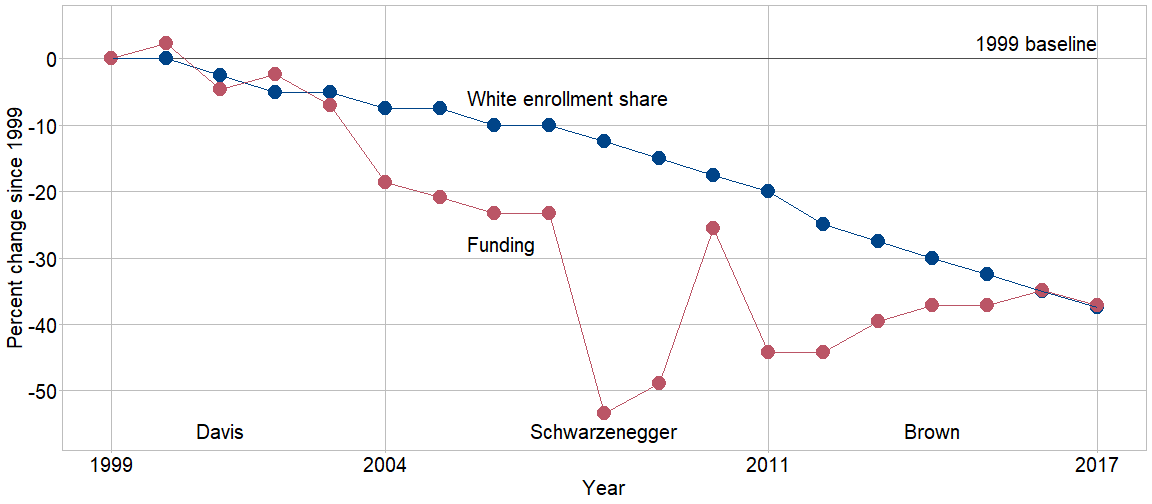 1999 baseline
0
White enrollment share
-10
-20
Funding
-30
-40
-50
Percent change since 1999
Davis
Schwarzenegger
Brown
1999
2004
2011
2017
Year